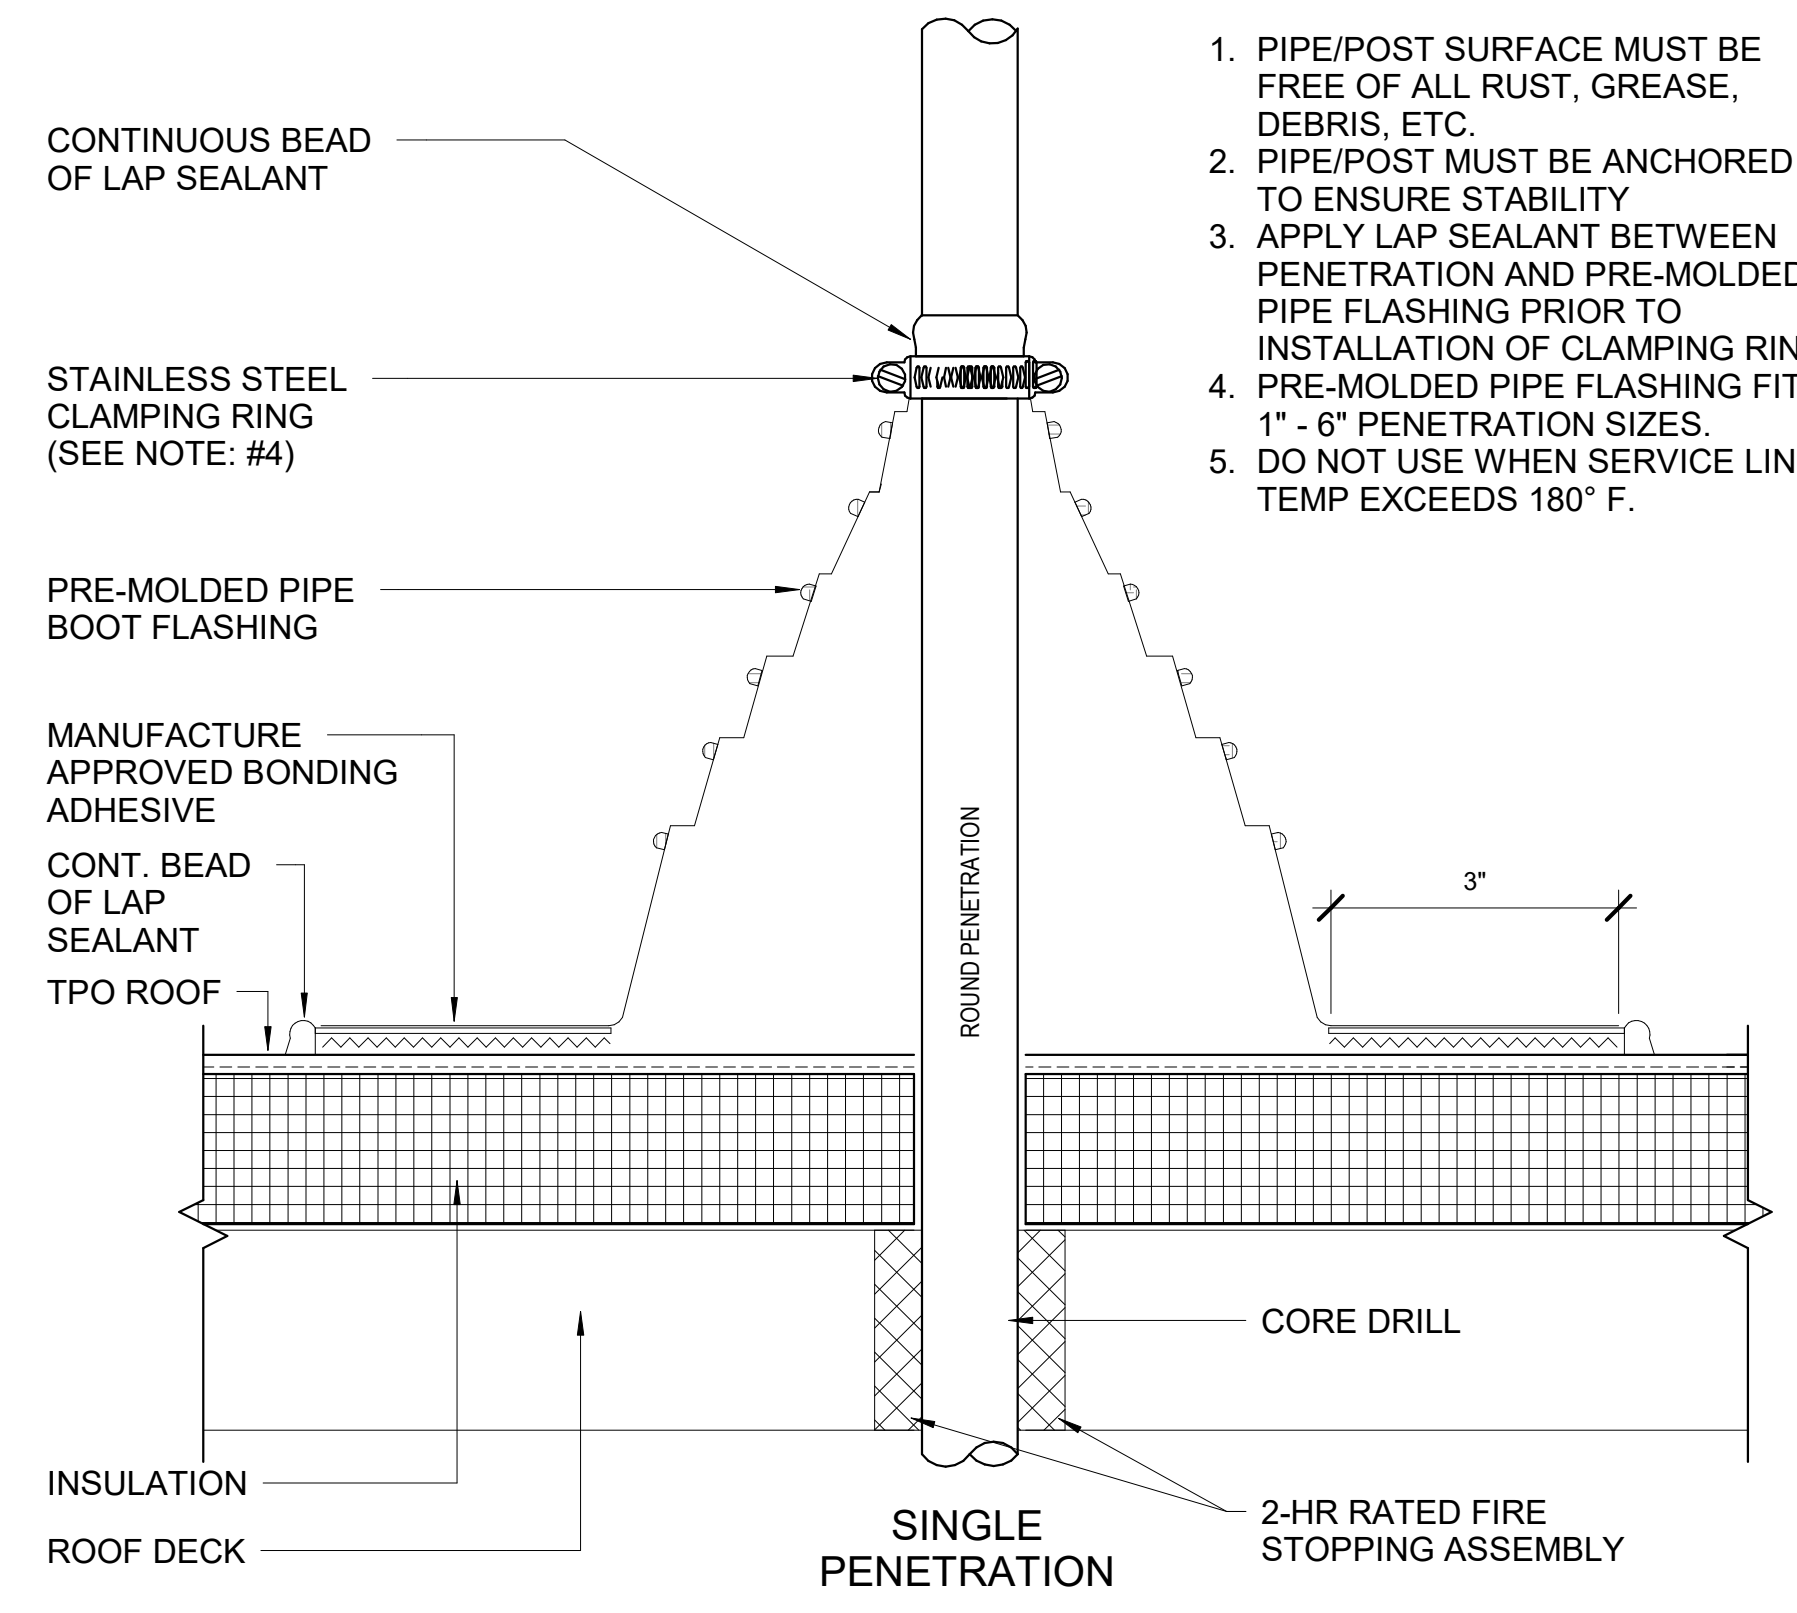 CONTINUOUS BEAD
OF LAP SEALANT
STAINLESS STEEL
CLAMPING RING
(SEE NOTE: #4)
PRE-MOLDED PIPE
BOOT FLASHING
MANUFACTURE
APPROVED BONDING
ADHESIVE
CONT. BEAD
OF LAP
SEALANT
TPO ROOF
INSULATION
ROOF DECK
1. PIPE/POST SURFACE MUST BE
FREE OF ALL RUST, GREASE,
DEBRIS, ETC.
2. PIPE/POST MUST BE ANCHORED
TO ENSURE STABILITY
3. APPLY LAP SEALANT BETWEEN
PENETRATION AND PRE-MOLDED
PIPE FLASHING PRIOR TO
INSTALLATION OF CLAMPING RIN
4. PRE-MOLDED PIPE FLASHING FIT
1" - 6" PENETRATION SIZES.
5. DO NOT USE WHEN SERVICE LIN
TEMP EXCEEDS 180° F.
3"
ROUND PENETRATION
CORE DRILL
2-HR RATED FIRE
STOPPING ASSEMBLY
SINGLE
PENETRATION